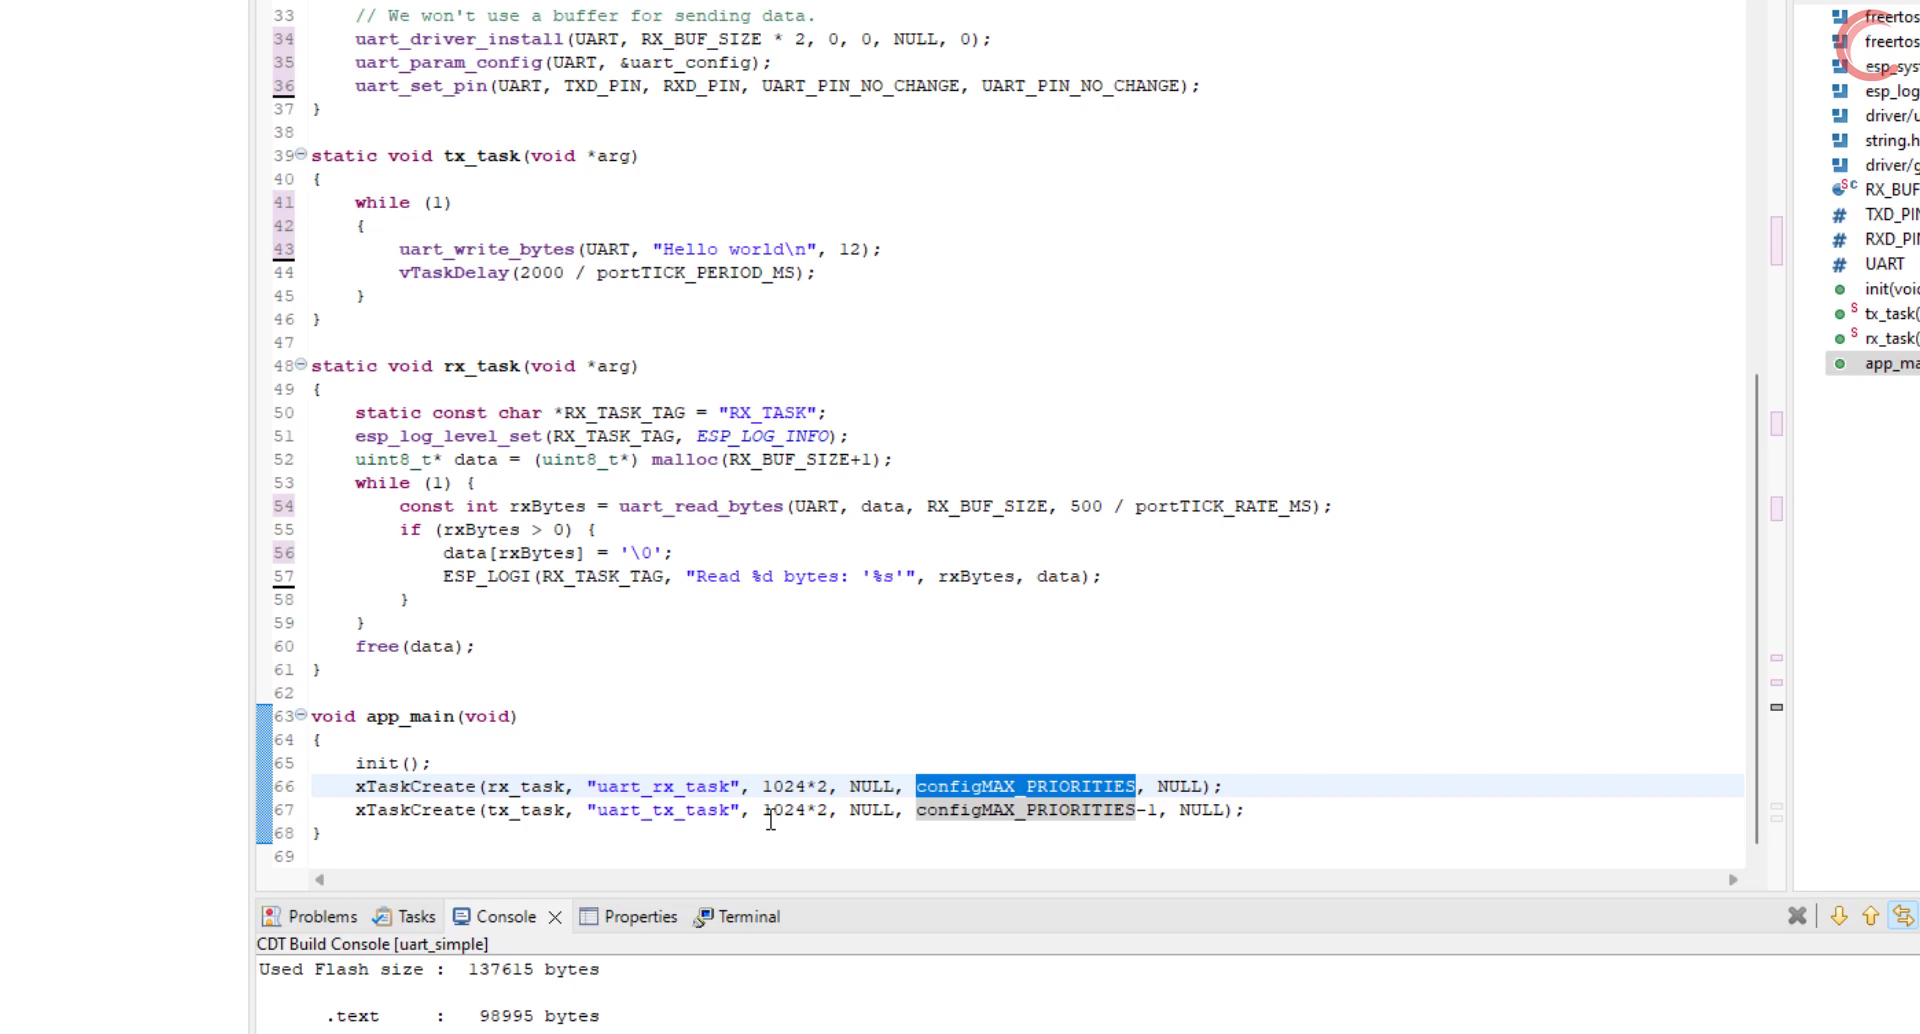 33 // We won't use a buffer for sending data.
34 uart_driver_install(UART, RX_BUF_SIZE * 2, 0, 0, NULL, 0);
35 uart_param_config(UART, &uart_config);
36 uart_set_pin(UART, TXD_PIN, RXD_PIN, UART_PIN_NO_CHANGE, UART_PIN_NO_CHANGE);
37 }
38
39 static void tx_task(void *arg)
40 {
41 while (1)
42 {
43 uart_write_bytes(UART, "Hello world\n", 12);
44 vTaskDelay(2000 / portTICK_PERIOD_MS);
45 }
46 }
47
48 static void rx_task(void *arg)
49 {
50 static const char *RX_TASK_TAG = "RX_TASK";
51 esp_log_level_set(RX_TASK_TAG, ESP_LOG_INFO);
52 uint8_t* data = (uint8_t*) malloc(RX_BUF_SIZE+1);
53 while (1) {
54 const int rxBytes = uart_read_bytes(UART, data, RX_BUF_SIZE, 500 / portTICK_RATE_MS);
55 if (rxBytes > 0) {
56 data[rxBytes] = '\0';
57 ESP_LOGI(RX_TASK_TAG, "Read %d bytes: '%s'", rxBytes, data);
58 }
59 }
60 free(data);
61 }
62
63 void app_main(void)
64 {
65 init();
66 xTaskCreate(rx_task, "uart_rx_task", 1024*2, NULL, configMAX_PRIORITIES, NULL);
67 xTaskCreate(tx_task, "uart_tx_task", 1024*2, NULL, configMAX_PRIORITIES-1, NULL);
68 }
69
freertos
freertos
esp_sys
esp_log
driver/u
string.h
driver/g
RX_BUF
TXD_PIN
RXD_PIN
UART
init(void
tx_task(
rx_task(
app_ma
Problems Tasks Console Properties Terminal
CDT Build Console [uart_simple]
Used Flash size : 137615 bytes
.text : 98995 bytes